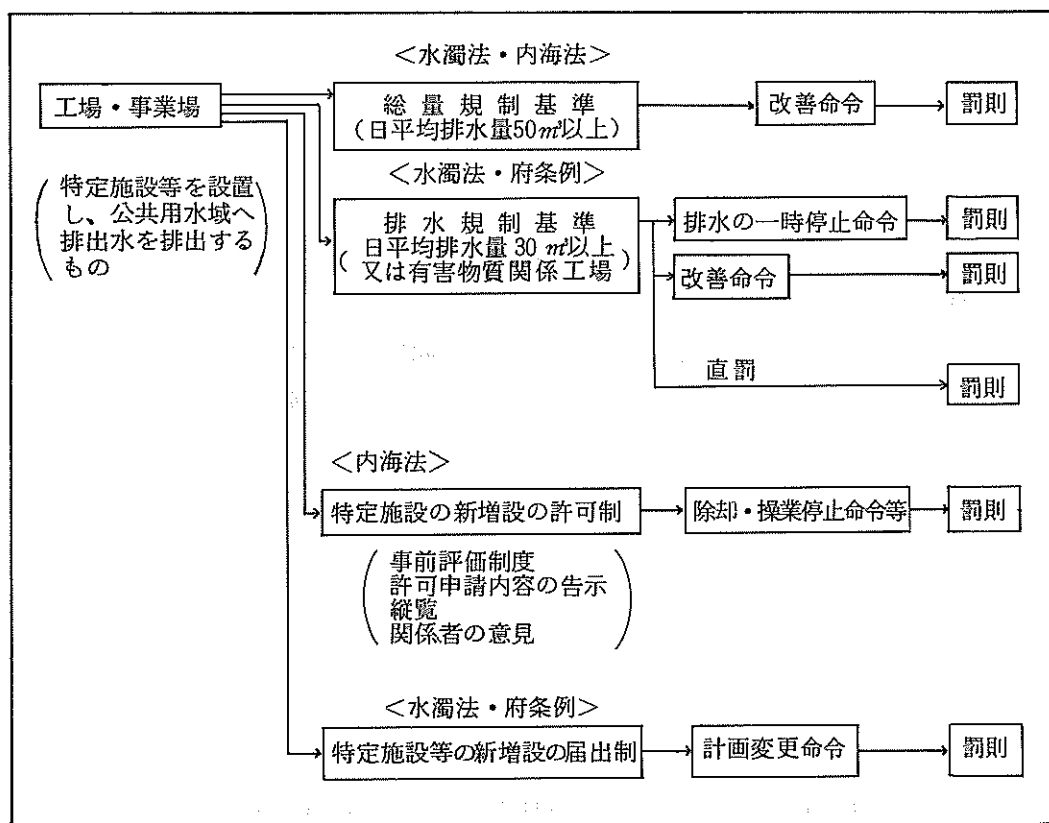 <水濁法・内海法>
工場・事業場
総量規制基準
(日平均排水量50㎥以上)
改善命令
罰則
(特定施設等を設置
し、公共用水域へ
排出水を排出する
もの)
<水濁法・府条例>
排水規制基準
(日平均排水量 30 ㎥以上
又は有害物質関係工場)
排水の一時停止命令
罰則
改善命令
罰則
直罰
罰則
<内海法>
特定施設の新増設の許可制
除却・操業停止命令等
罰則
(事前評価制度
許可申請内容の告示
縦覧
関係者の意見)
<水濁法・府条例>
特定施設等の新増設の届出制
計画変更命令
罰則